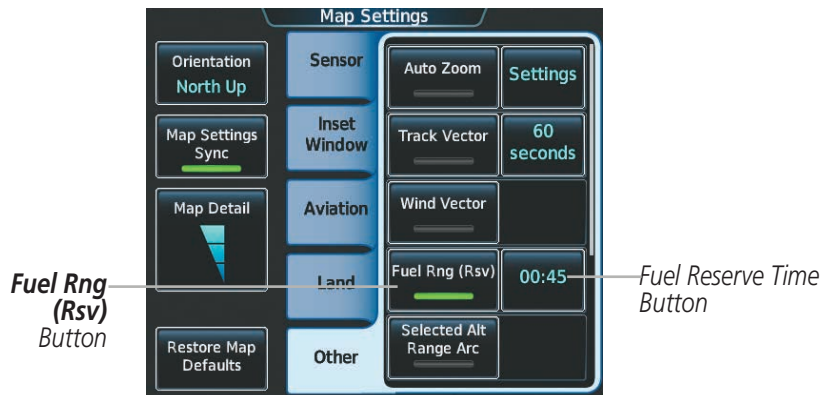 Map Settings
Orientation
North Up
Map Settings
Sync
Map Detail
Restore Map
Defaults
Sensor
Inset
Window
Aviation
Land
Other
Auto Zoom
Settings
Track Vector
60
seconds
Wind Vector
Fuel Rng (Rsv)
00:45
Selected Alt
Range Arc
Fuel Rng
(Rsv)
Button
Fuel Reserve Time
Button